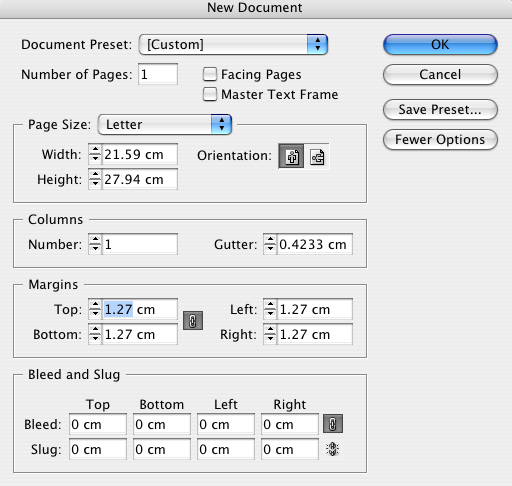 New Document
Document Preset: [Custom]
OK
Number of Pages: 1
Facing Pages
Cancel
Master Text Frame
Save Preset...
Page Size: Letter
Fewer Options
Width: 21.59 cm
Orientation:
Height: 27.94 cm
Columns
Number: 1
Gutter: 0.4233 cm
Margins
Top: 1.27 cm
Left: 1.27 cm
Bottom: 1.27 cm
Right: 1.27 cm
Bleed and Slug
Top Bottom Left Right
Bleed: 0 cm 0 cm 0 cm 0 cm
Slug: 0 cm 0 cm 0 cm 0 cm